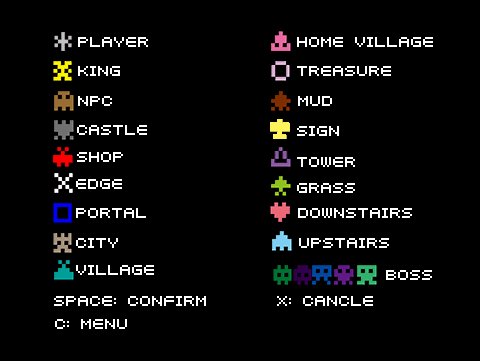 PLAYER
KING
NPC
CASTLE
SHOP
EDGE
PORTAL
CITY
VILLAGE
SPACE: CONFIRM
C: MENU
HOME VILLAGE
TREASURE
MUD
SIGN
TOWER
GRASS
DOWNSTAIRS
UPSTAIRS
BOSS
X: CANCLE